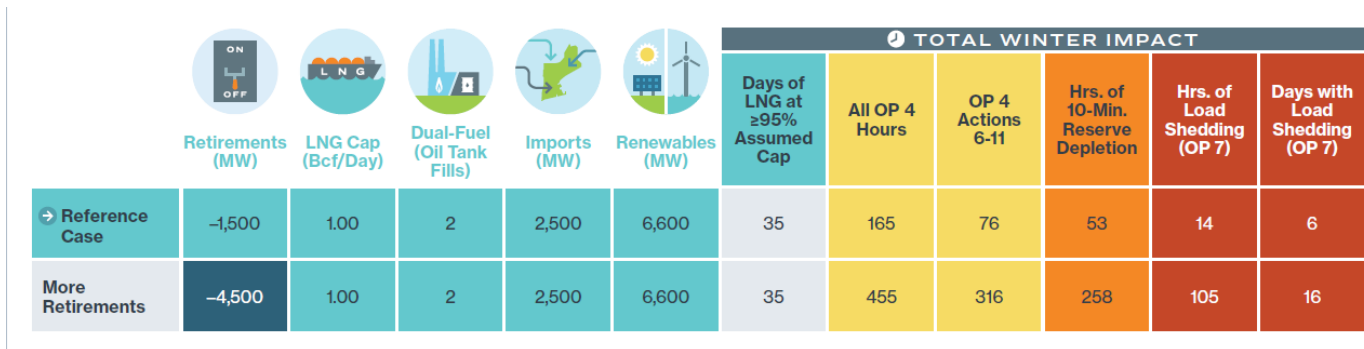 ON
OFF
LNG
TOTAL WINTER IMPACT
Retirements
(MW)
LNG Cap
(Bcf/Day)
Dual-Fuel
(Oil Tank
Fills)
Imports
(MW)
Renewables
(MW)
Days of
LNG at
≥95%
Assumed
Cap
All OP 4
Hours
OP 4
Actions
6-11
Hrs. of
10-Min.
Reserve
Depletion
Hrs. of
Load
Shedding
(OP 7)
Days with
Load
Shedding
(OP 7)
Reference
Case
–1,500
1.00
2
2,500
6,600
35
165
76
53
14
6
More
Retirements
–4,500
1.00
2
2,500
6,600
35
455
316
258
105
16